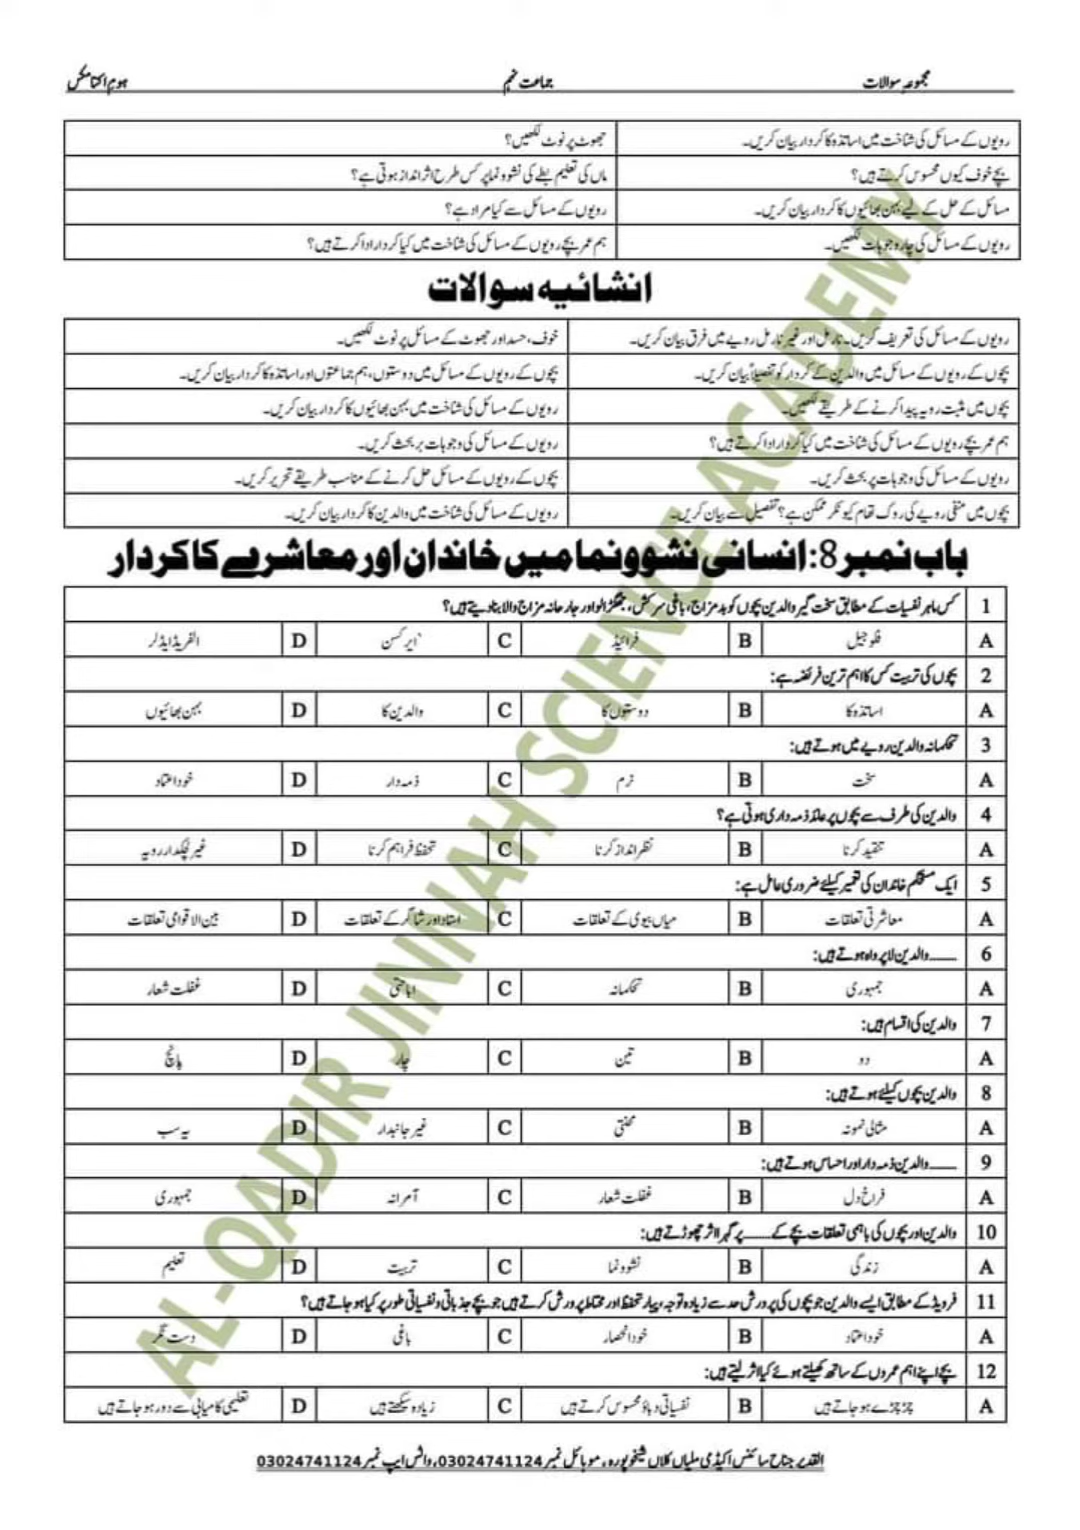 مجموعہ سوالات جماعت نہم ہوم اکنامکس
رویوں کے مسائل کی شناخت میں اساتذہ کا کردار بیان کریں۔ جھوٹ پر نوٹ لکھیں؟
بچے خوف کیوں محسوس کرتے ہیں؟ ماں کی تعلیم بچے کی نشوونما پر کس طرح اثر انداز ہوتی ہے؟
مسائل کے حل کے لیے بہن بھائیوں کا کردار بیان کریں۔ رویوں کے مسائل سے کیا مراد ہے؟
رویوں کے مسائل کی چار وجوہات لکھیں۔ ہم عمر بچے رویوں کے مسائل کی شناخت میں کیا کردار ادا کرتے ہیں؟
انشائیہ سوالات
رویوں کے مسائل کی تعریف کریں۔ نارمل اور غیر نارمل رویے میں فرق بیان کریں۔ خوف، حسد اور جھوٹ کے مسائل پر نوٹ لکھیں۔
بچوں کے رویوں کے مسائل میں والدین کے کردار کو تفصیلاً بیان کریں۔ بچوں کے رویوں کے مسائل میں دوستوں، ہم جماعتوں اور اساتذہ کا کردار بیان کریں۔
بچوں میں مثبت رویہ پیدا کرنے کے طریقے لکھیں۔ رویوں کے مسائل کی شناخت میں بہن بھائیوں کا کردار بیان کریں۔
ہم عمر بچے رویوں کے مسائل کی شناخت میں کیا کردار ادا کرتے ہیں؟ رویوں کے مسائل کی وجوہات پر بحث کریں۔
رویوں کے مسائل کی وجوہات پر بحث کریں۔ بچوں کے رویوں کے مسائل حل کرنے کے مناسب طریقے تحریر کریں۔
بچوں میں منفی رویے کی روک تھام کیونکر ممکن ہے؟ تفصیل سے بیان کریں۔ رویوں کے مسائل کی شناخت میں والدین کا کردار بیان کریں۔
باب نمبر 8: انسانی نشوونما میں خاندان اور معاشرے کا کردار
1 کس ماہر نفسیات کے مطابق سخت گیر والدین بچوں کو بد مزاج، باغی سرکش، جھگڑالو اور جارحانہ مزاج والا بنا دیتے ہیں؟
A فلوجیل B فرائیڈ C ایرکسن D الفریڈ ایڈلر
2 بچوں کی تربیت کس کا اہم ترین فریضہ ہے:
A اساتذہ کا B دوستوں کا C والدین کا D بہن بھائیوں
3 تحکمانہ والدین رویے میں ہوتے ہیں:
A سخت B نرم C ذمہ دار D خود اعتماد
4 والدین کی طرف سے بچوں پر عائد ذمہ داری ہوتی ہے؟
A تنقید کرنا B نظر انداز کرنا C تحفظ فراہم کرنا D غیر لچکدار رویہ
5 ایک مستحکم خاندان کی تعمیر کیلئے ضروری عامل ہے:
A معاشرتی تعلقات B میاں بیوی کے تعلقات C استاد اور شاگر کے تعلقات D بین الاقوامی تعلقات
6 ـــــــ والدین لا پرواہ ہوتے ہیں:
A جمہوری B تحکمانہ C اباحتی D غفلت شعار
7 والدین کی اقسام ہیں:
A دو B تین C چار D پانچ
8 والدین بچوں کیلئے ہوتے ہیں:
A مثالی نمونہ B محنتی C غیر جانبدار D یہ سب
9 ـــــــ والدین ذمہ دار اور احساس ہوتے ہیں:
A فراخ دل B غفلت شعار C آمرانہ D جمہوری
10 والدین اور بچوں کی باہمی تعلقات بچے کے ـــــــ پر گہرا اثر چھوڑتے ہیں:
A زندگی B نشوونما C تربیت D تعلیم
11 فرویڈ کے مطابق ایسے والدین جو بچوں کی پرورش حد سے زیادہ توجہ، پیار، تحفظ اور محتاط پرورش کرتے ہیں جو بچے جذباتی و نفسیاتی طور پر کیا ہو جاتے ہیں؟
A خود اعتماد B خود انحصار C باغی D دست نگر
12 بچے اپنے اہم عمروں کے ساتھ کھیلتے ہوئے کیا اثر لیتے ہیں:
A چڑچڑے ہو جاتے ہیں B نفسیاتی دباؤ محسوس کرتے ہیں C زیادہ سیکھتے ہیں D تعلیمی کامیابی سے دور ہو جاتے ہیں
القدیر جناح سائنس اکیڈمی ملیاں کلاں شیخوپورہ، موبائل نمبر 03024741124، واٹس ایپ نمبر 03024741124
AL-QADIR JINNAH SCIENCE ACADEMY